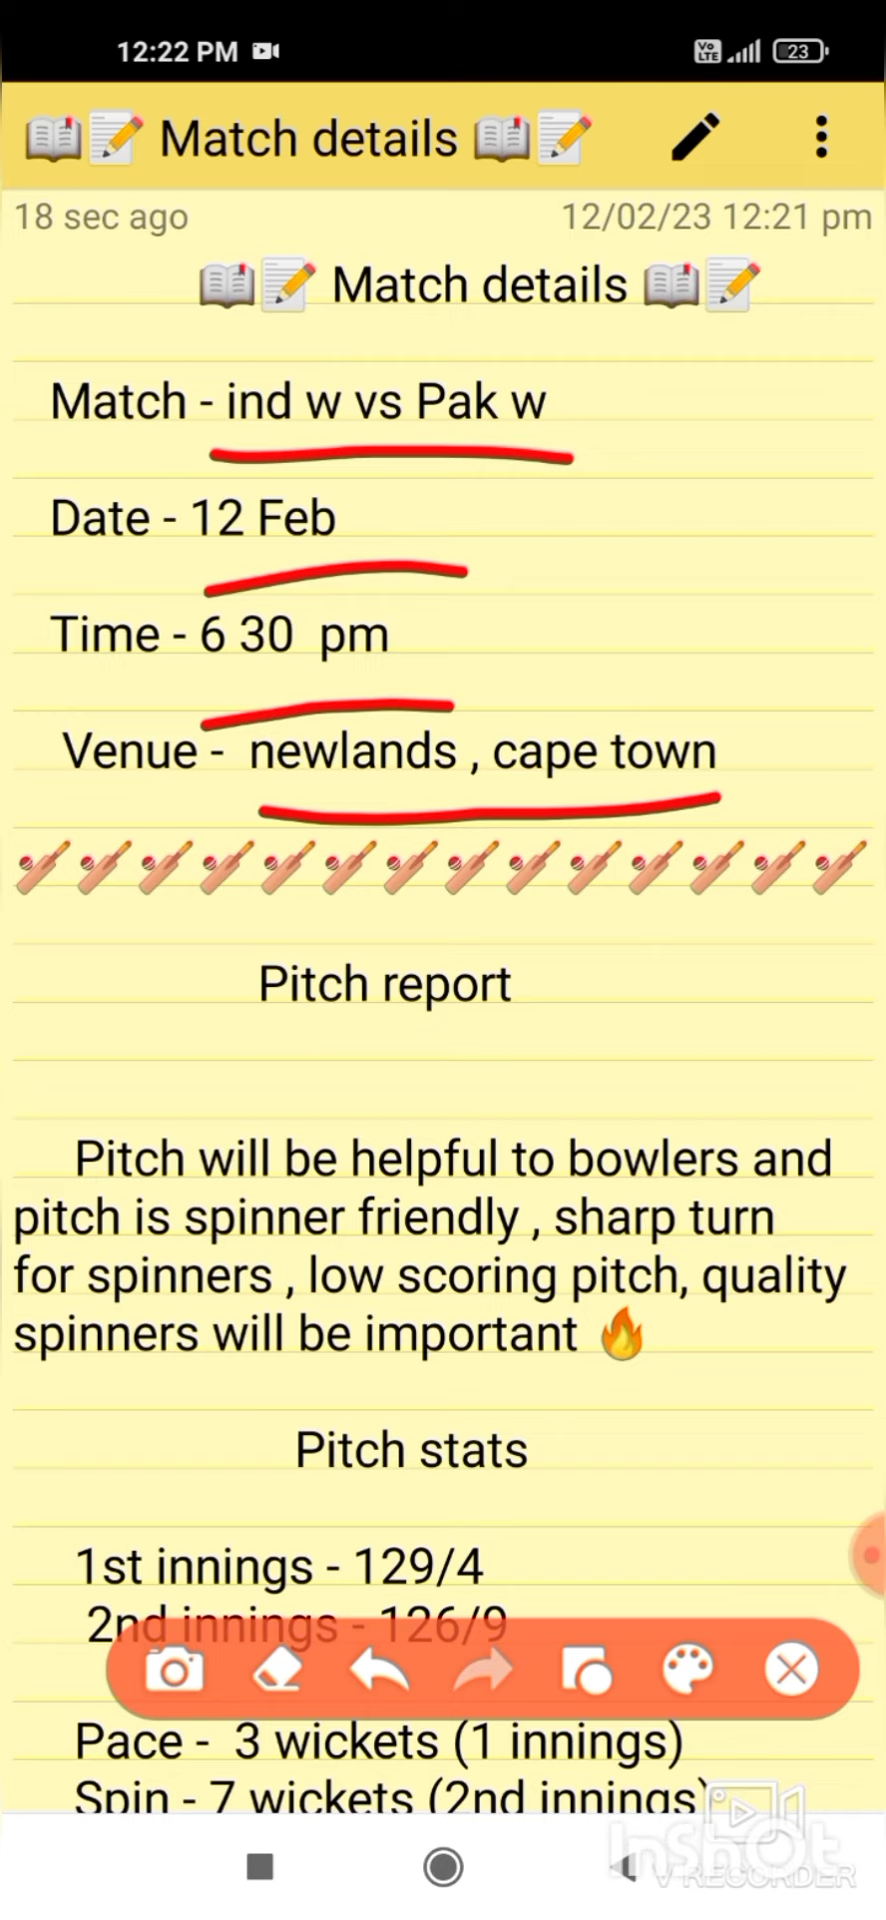 12:22 PM
Vo LTE 23
📖📝 Match details 📖📝
18 sec ago 12/02/23 12:21 pm
📖📝 Match details 📖📝
Match - ind w vs Pak w
Date - 12 Feb
Time - 6 30 pm
Venue - newlands , cape town
🏏🏏🏏🏏🏏🏏🏏🏏🏏🏏🏏🏏🏏🏏
Pitch report
Pitch will be helpful to bowlers and
pitch is spinner friendly , sharp turn
for spinners , low scoring pitch, quality
spinners will be important 🔥
Pitch stats
1st innings - 129/4
2nd innings - 126/9
Pace - 3 wickets (1 innings)
Spin - 7 wickets (2nd innings)
InShOt
V RECORDER